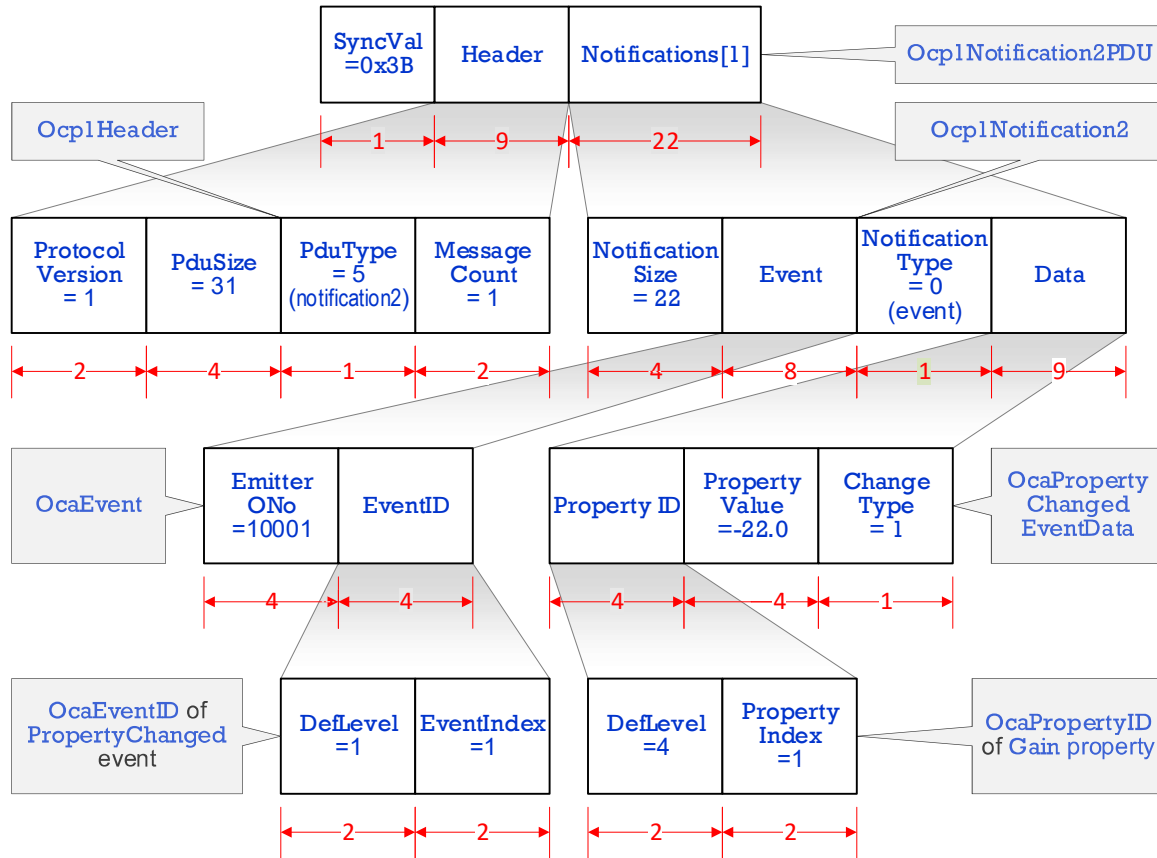 SyncVal
=0x3B
Header
Notifications[1]
Ocp1Notification2PDU
Ocp1Header
Ocp1Notification2
1
9
22
Protocol
Version
= 1
PduSize
= 31
PduType
= 5
(notification2)
Message
Count
= 1
Notification
Size
= 22
Event
Notification
Type
= 0
(event)
Data
2
4
1
2
4
8
1
9
OcaEvent
Emitter
ONo
=10001
EventID
Property ID
Property
Value
=-22.0
Change
Type
= 1
OcaProperty
Changed
EventData
4
4
4
4
1
OcaEventID of
PropertyChanged
event
DefLevel
=1
EventIndex
=1
DefLevel
=4
Property
Index
=1
OcaPropertyID
of Gain property
2
2
2
2